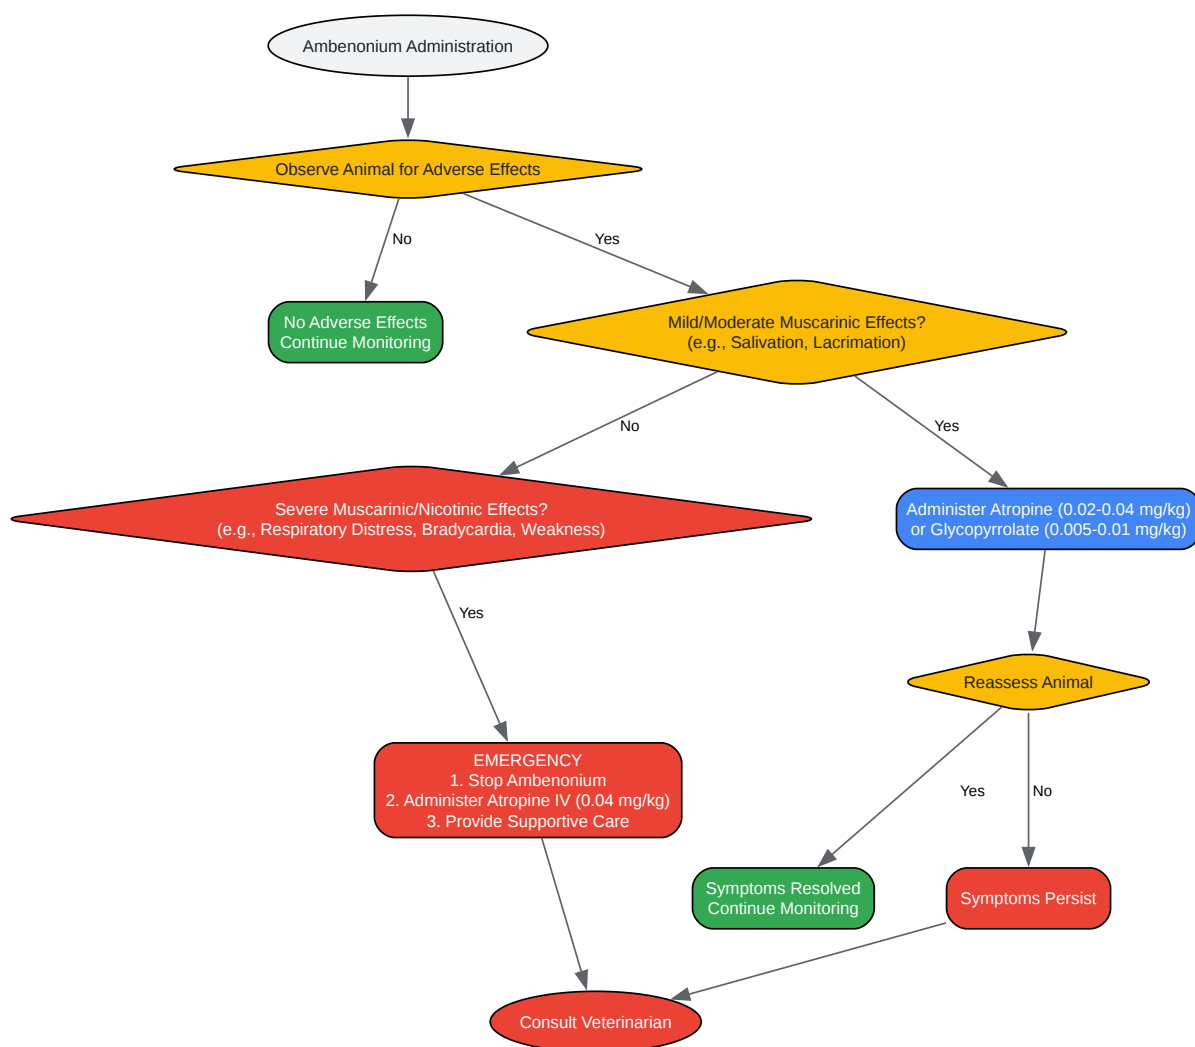 Ambenonium Administration
Observe Animal for Adverse Effects
No
Yes
No Adverse Effects
Continue Monitoring
Mild/Moderate Muscarinic Effects?
(e.g., Salivation, Lacrimation)
No
Yes
Severe Muscarinic/Nicotinic Effects?
(e.g., Respiratory Distress, Bradycardia, Weakness)
Administer Atropine (0.02-0.04 mg/kg)
or Glycopyrrolate (0.005-0.01 mg/kg)
Yes
Reassess Animal
EMERGENCY
1. Stop Ambenonium
2. Administer Atropine IV (0.04 mg/kg)
3. Provide Supportive Care
Yes
No
Symptoms Resolved
Continue Monitoring
Symptoms Persist
Consult Veterinarian